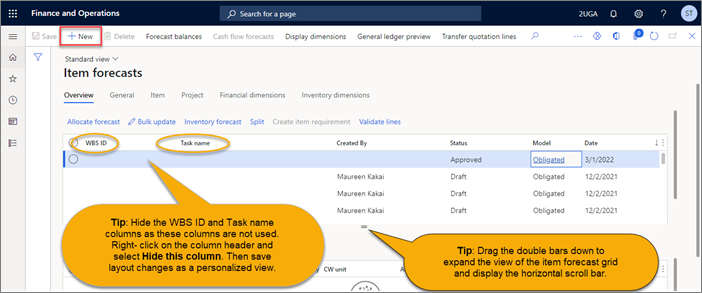 Finance and Operations
Search for a page
2UGA
?
ST
Save
New
Delete
Forecast balances
Cash flow forecasts
Display dimensions
General ledger preview
Transfer quotation lines
0
Standard view
Item forecasts
Overview
General
Item
Project
Financial dimensions
Inventory dimensions
Allocate forecast
Bulk update
Inventory forecast
Split
Create item requirement
Validate lines
WBS ID
Task name
Created By
Status
Model
Date
Approved
Obligated
3/1/2022
Maureen Kakai
Draft
Obligated
12/2/2021
Maureen Kakai
Draft
Obligated
12/2/2021
Maureen Kakai
Draft
Obligated
12/2/2021
Tip: Hide the WBS ID and Task name
columns as these columns are not used.
Right- click on the column header and
select Hide this column. Then save
layout changes as a personalized view.
Tip: Drag the double bars down to
expand the view of the item forecast grid
and display the horizontal scroll bar.
CW unit